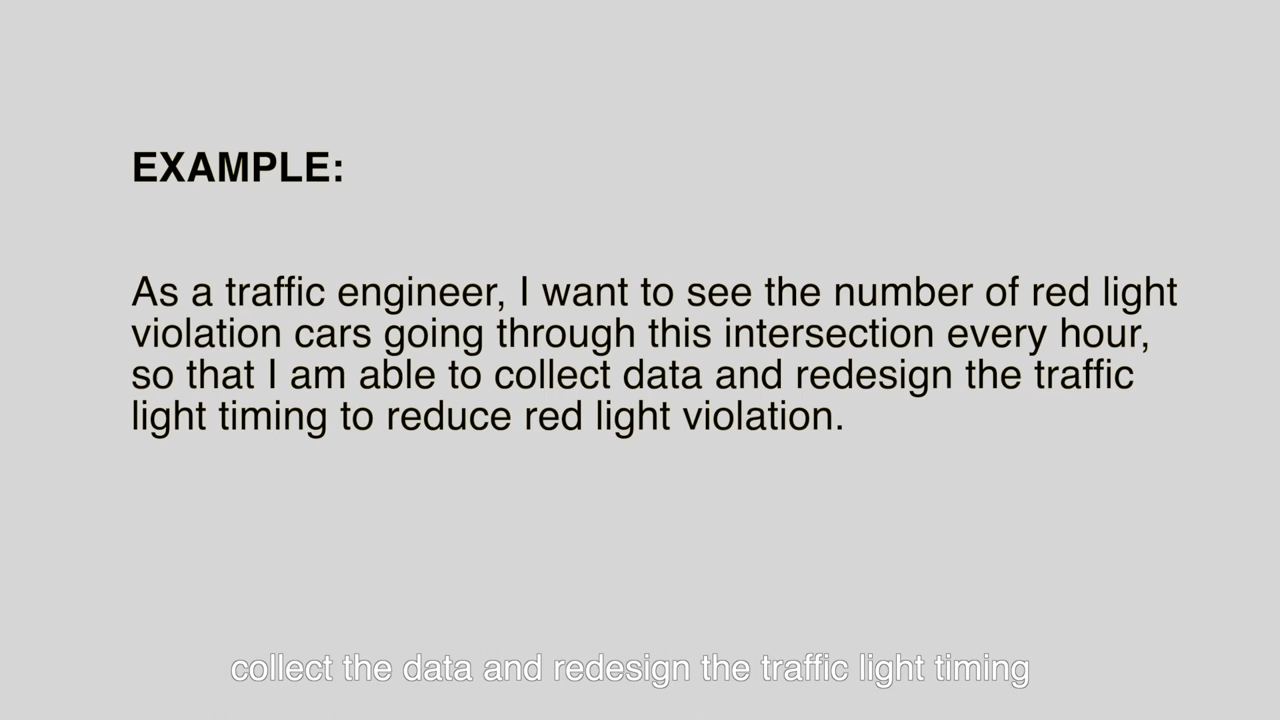 EXAMPLE:
As a traffic engineer, I want to see the number of red light
violation cars going through this intersection every hour,
so that I am able to collect data and redesign the traffic
light timing to reduce red light violation.
collect the data and redesign the traffic light timing